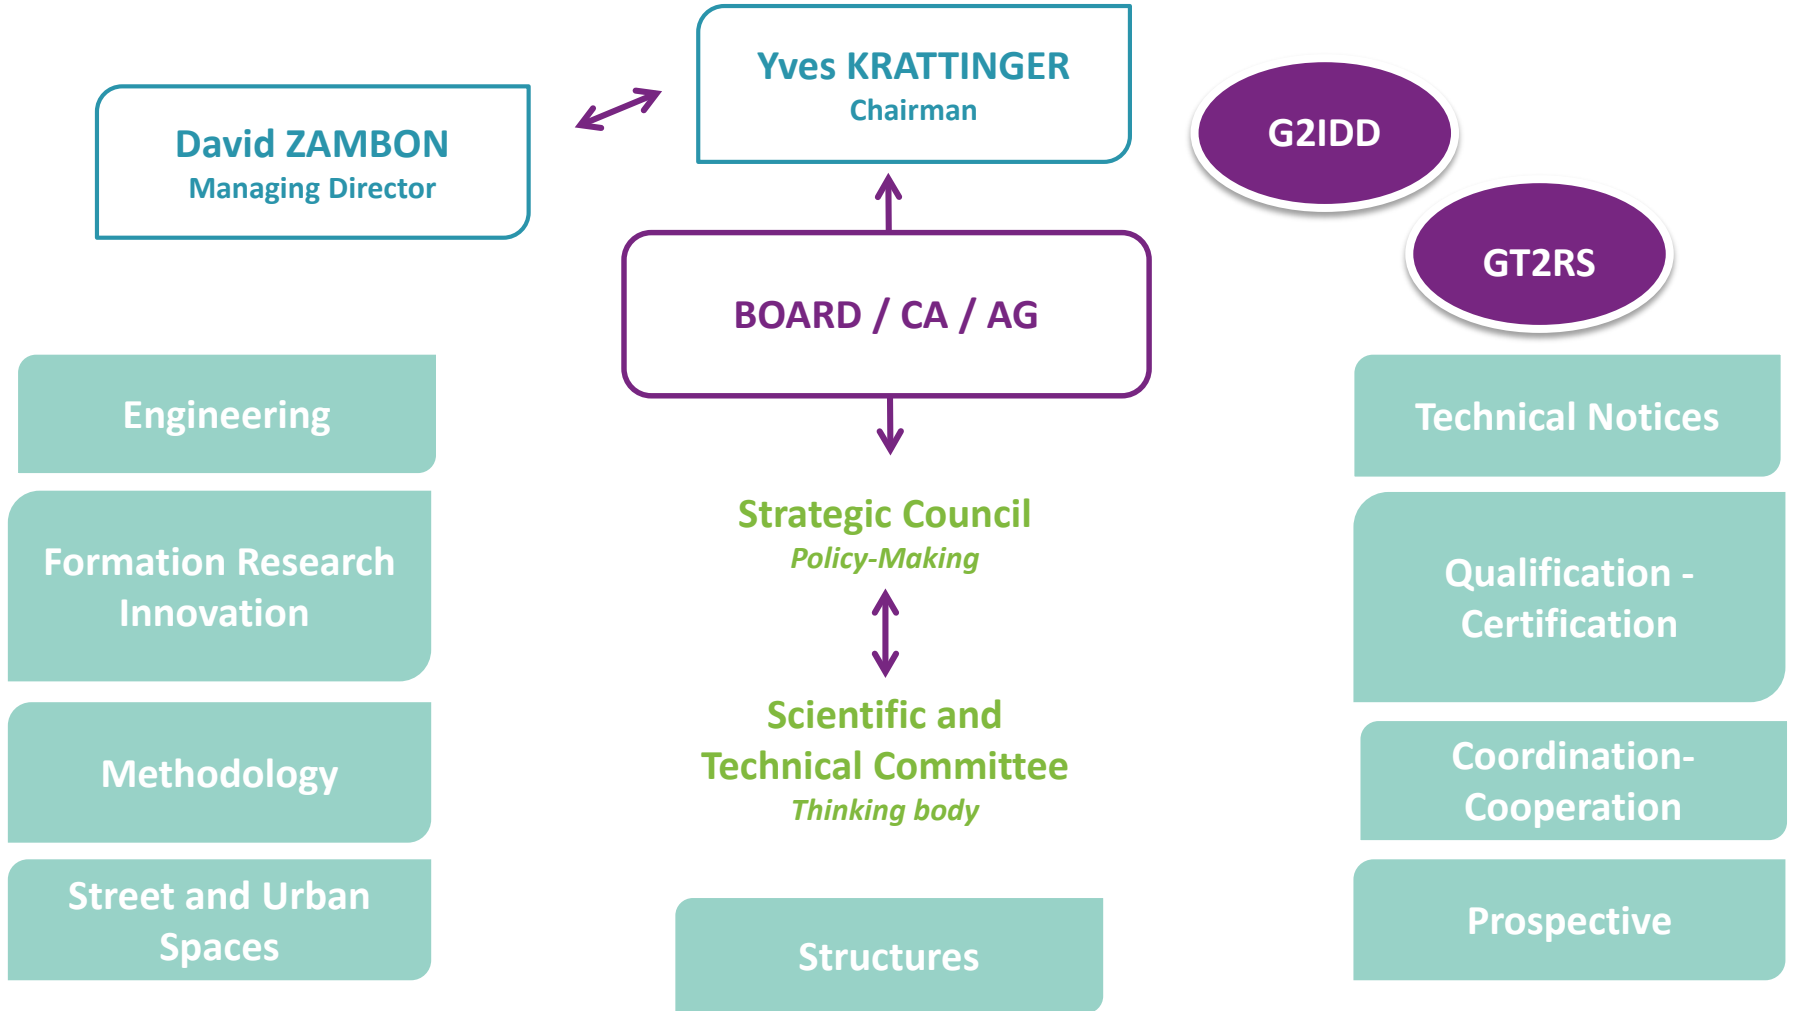 Yves KRATTINGER
Chairman
David ZAMBON
Managing Director
G2IDD
GT2RS
BOARD / CA / AG
Engineering
Formation Research
Innovation
Methodology
Street and Urban
Spaces
Strategic Council
Policy-Making
Scientific and
Technical Committee
Thinking body
Structures
Technical Notices
Qualification -
Certification
Coordination-
Cooperation
Prospective